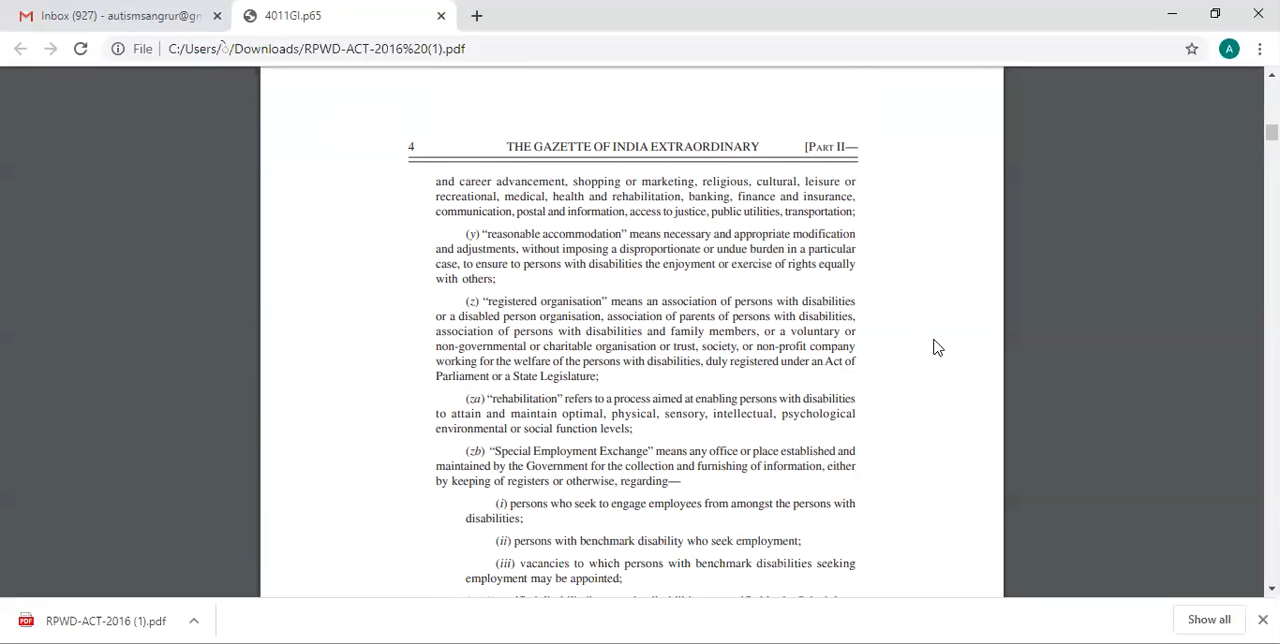 Inbox (927) - autismsangrur@gm
4011GI.p65
File
C:/Users/ /Downloads/RPWD-ACT-2016%20(1).pdf
A
4 THE GAZETTE OF INDIA EXTRAORDINARY [PART II—
and career advancement, shopping or marketing, religious, cultural, leisure or
recreational, medical, health and rehabilitation, banking, finance and insurance,
communication, postal and information, access to justice, public utilities, transportation;
(y) “reasonable accommodation” means necessary and appropriate modification
and adjustments, without imposing a disproportionate or undue burden in a particular
case, to ensure to persons with disabilities the enjoyment or exercise of rights equally
with others;
(z) “registered organisation” means an association of persons with disabilities
or a disabled person organisation, association of parents of persons with disabilities,
association of persons with disabilities and family members, or a voluntary or
non-governmental or charitable organisation or trust, society, or non-profit company
working for the welfare of the persons with disabilities, duly registered under an Act of
Parliament or a State Legislature;
(za) “rehabilitation” refers to a process aimed at enabling persons with disabilities
to attain and maintain optimal, physical, sensory, intellectual, psychological
environmental or social function levels;
(zb) “Special Employment Exchange” means any office or place established and
maintained by the Government for the collection and furnishing of information, either
by keeping of registers or otherwise, regarding—
(i) persons who seek to engage employees from amongst the persons with
disabilities;
(ii) persons with benchmark disability who seek employment;
(iii) vacancies to which persons with benchmark disabilities seeking
employment may be appointed;
RPWD-ACT-2016 (1).pdf
Show all